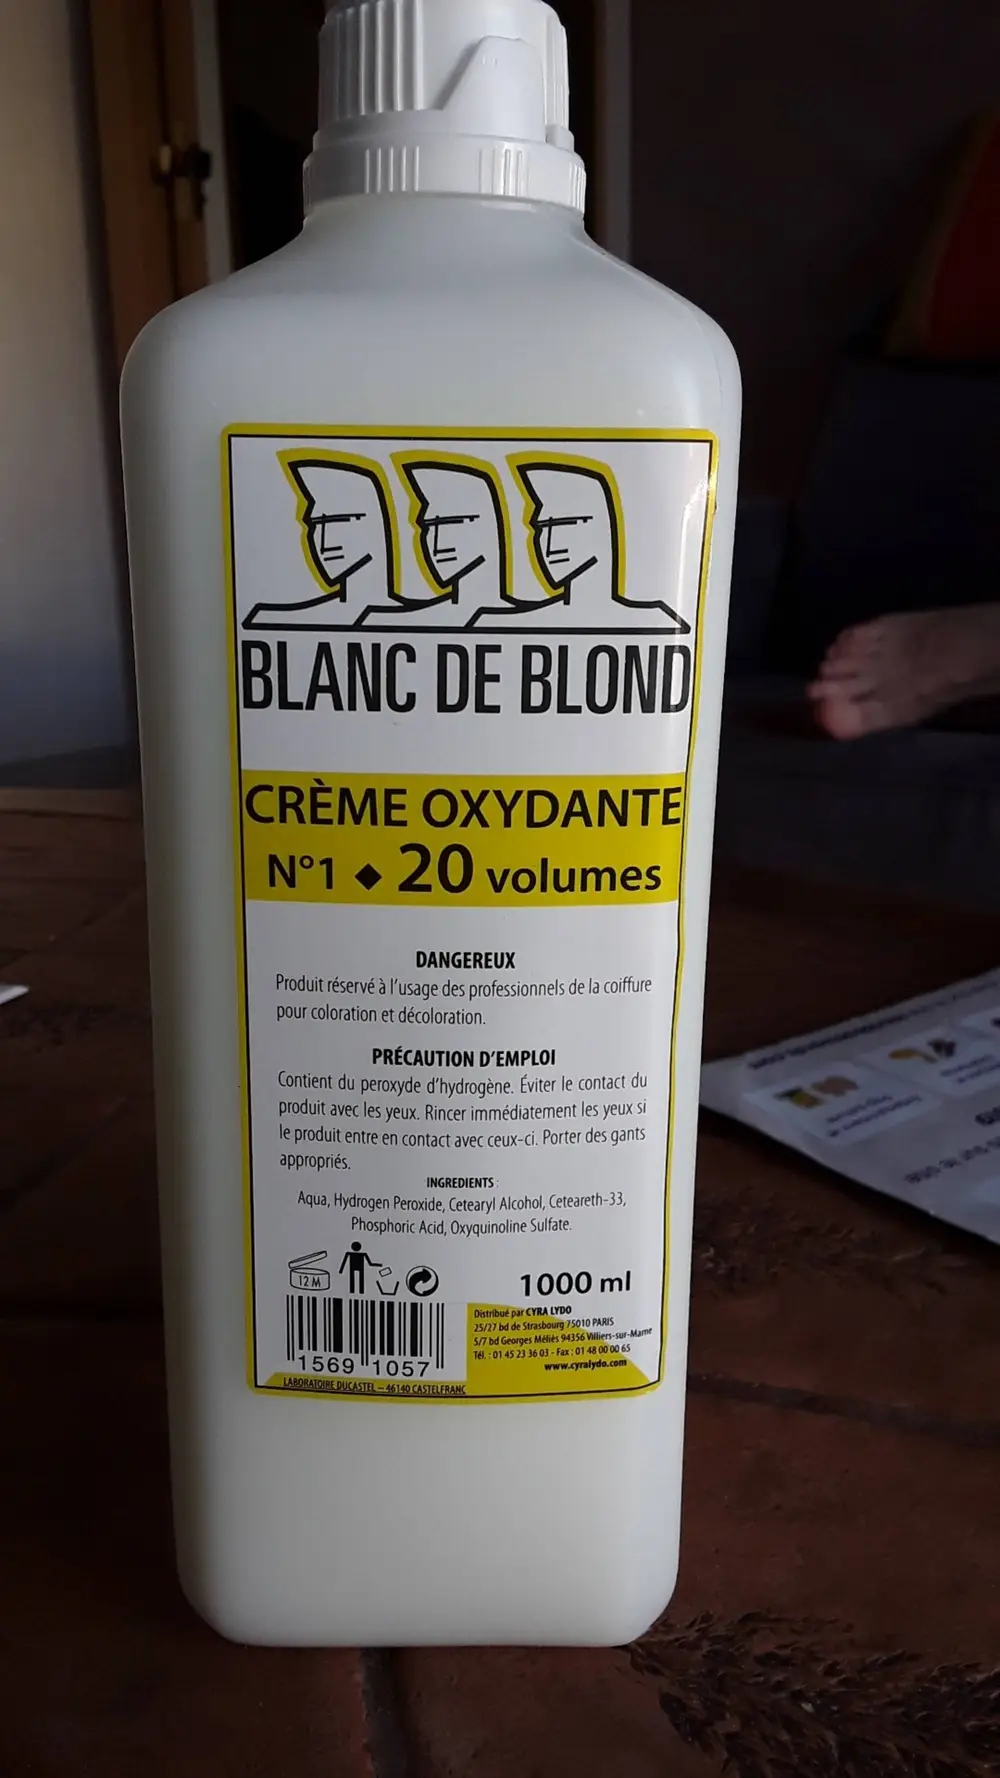 BLANC DE BLOND
CRÈME OXYDANTE
N°1 ◆ 20 volumes
DANGEREUX
Produit réservé à l'usage des professionnels de la coiffure
pour coloration et décoloration.
PRÉCAUTION D'EMPLOI
Contient du peroxyde d'hydrogène. Éviter le contact du
produit avec les yeux. Rincer immédiatement les yeux si
le produit entre en contact avec ceux-ci. Porter des gants
appropriés.
INGREDIENTS :
Aqua, Hydrogen Peroxide, Cetearyl Alcohol, Ceteareth-33,
Phosphoric Acid, Oxyquinoline Sulfate.
12 M
1000 ml
Distribué par CYRA LYDO
25/27 bd de Strasbourg 75010 PARIS
5/7 bd Georges Méliès 94356 Villiers-sur-Marne
Tél. : 01 45 23 36 03 - Fax : 01 48 00 00 65
www.cyralydo.com
1569 1057
LABORATOIRE DUCASTEL – 46140 CASTELFRANC